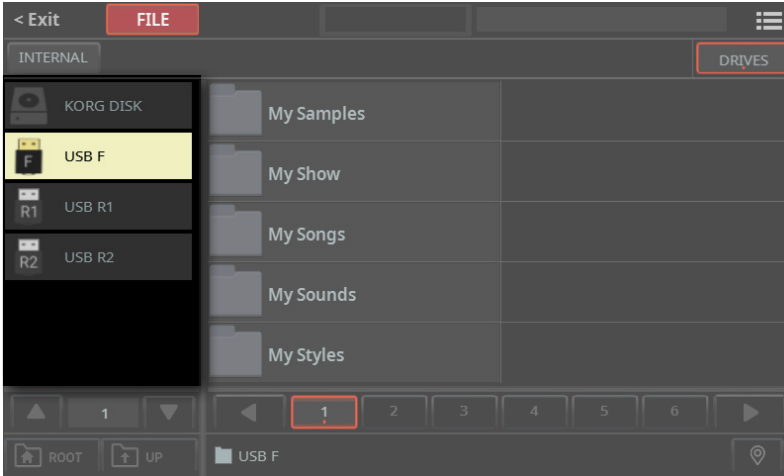 < Exit FILE
INTERNAL DRIVES
KORG DISK
F USB F
R1 USB R1
R2 USB R2
My Samples
My Show
My Songs
My Sounds
My Styles
1 1 2 3 4 5 6
ROOT UP USB F